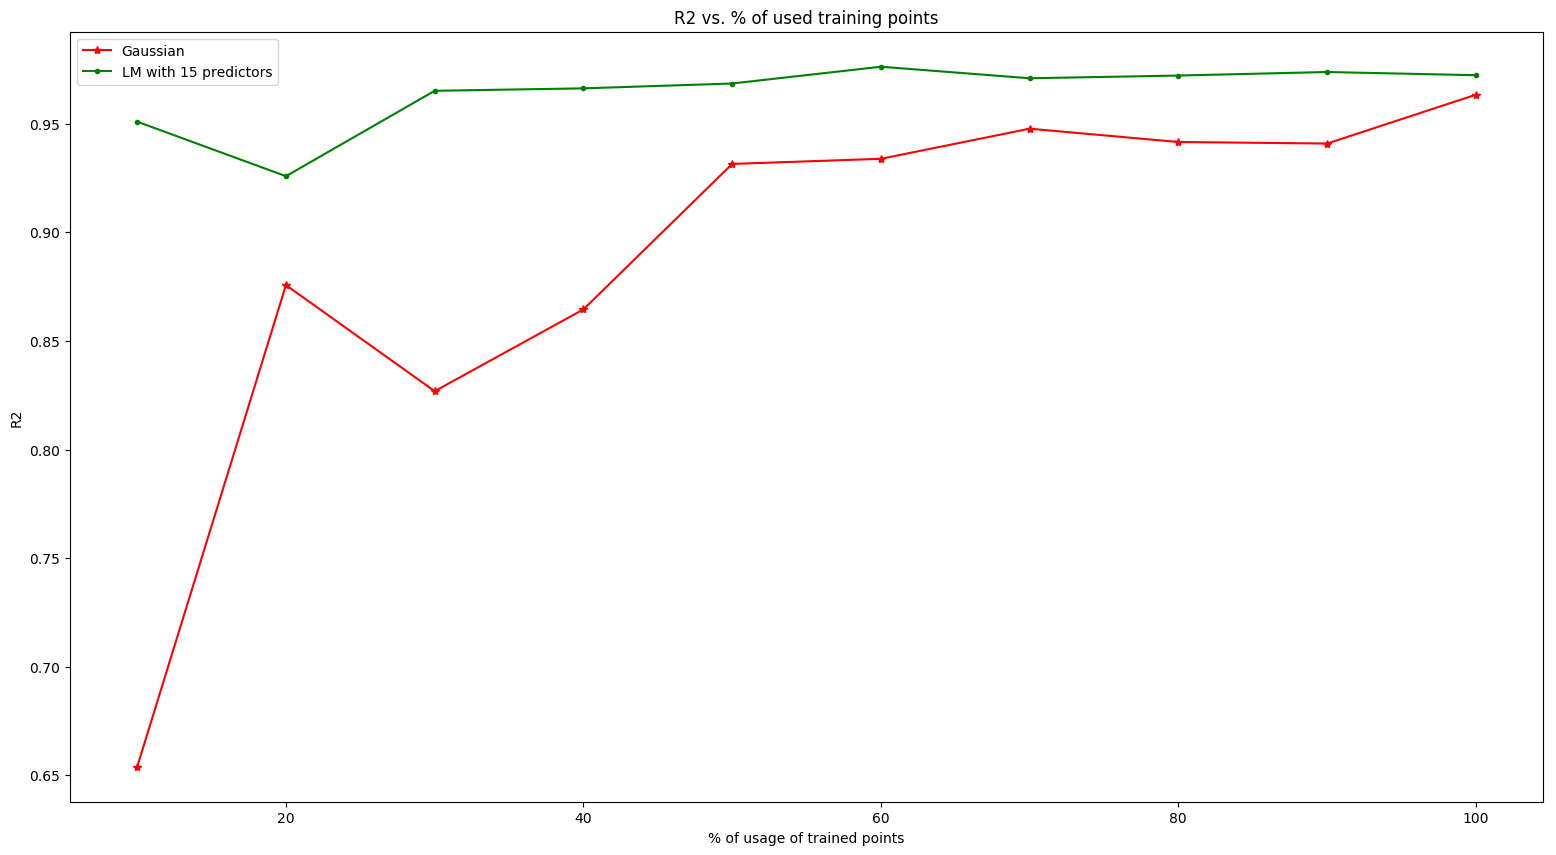 R2 vs. % of used training points
Gaussian
LM with 15 predictors
0.95
0.90
0.85
0.80
0.75
0.70
0.65
R2
20 40 60 80 100
% of usage of trained points